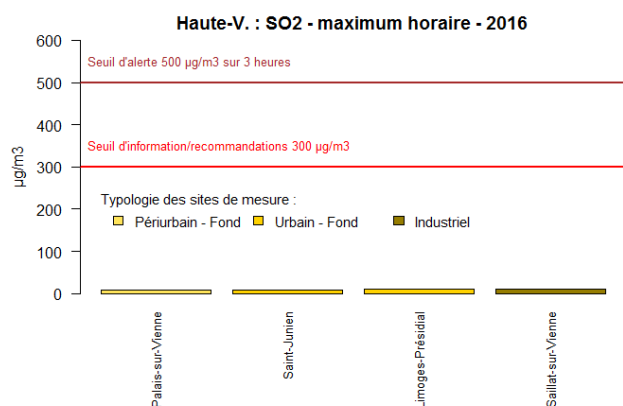 Haute-V. : SO2 - maximum horaire - 2016
600
500
400
300
200
100
0
µg/m3
Seuil d'alerte 500 µg/m3 sur 3 heures
Seuil d'information/recommandations 300 µg/m3
Typologie des sites de mesure :
Périurbain - Fond Urbain - Fond Industriel
Palais-sur-Vienne
Saint-Junien
Limoges-Présidial
Saillat-sur-Vienne